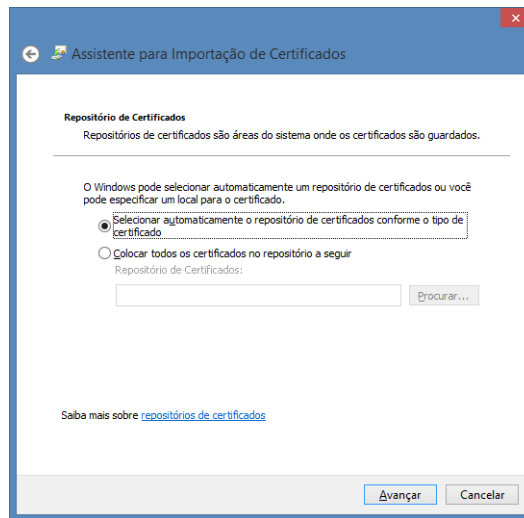 Assistente para Importação de Certificados
Repositório de Certificados
Repositórios de certificados são áreas do sistema onde os certificados são guardados.
O Windows pode selecionar automaticamente um repositório de certificados ou você
pode especificar um local para o certificado.
Selecionar automaticamente o repositório de certificados conforme o tipo de
certificado
Colocar todos os certificados no repositório a seguir
Repositório de Certificados:
Procurar...
Saiba mais sobre repositórios de certificados
Avançar Cancelar